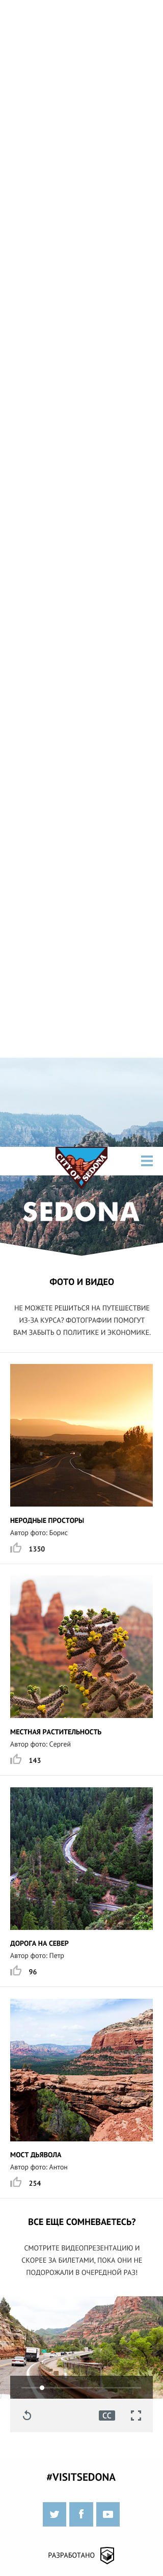 CITY OF SEDONA
SEDONA
ФОТО И ВИДЕО
НЕ МОЖЕТЕ РЕШИТЬСЯ НА ПУТЕШЕСТВИЕ
ИЗ-ЗА КУРСА? ФОТОГРАФИИ ПОМОГУТ
ВАМ ЗАБЫТЬ О ПОЛИТИКЕ И ЭКОНОМИКЕ.
НЕРОДНЫЕ ПРОСТОРЫ
Автор фото: Борис
1350
МЕСТНАЯ РАСТИТЕЛЬНОСТЬ
Автор фото: Сергей
143
ДОРОГА НА СЕВЕР
Автор фото: Петр
96
МОСТ ДЬЯВОЛА
Автор фото: Антон
254
ВСЕ ЕЩЕ СОМНЕВАЕТЕСЬ?
СМОТРИТЕ ВИДЕОПРЕЗЕНТАЦИЮ И
СКОРЕЕ ЗА БИЛЕТАМИ, ПОКА ОНИ НЕ
ПОДОРОЖАЛИ В ОЧЕРЕДНОЙ РАЗ!
CC
#VISITSEDONA
РАЗРАБОТАНО